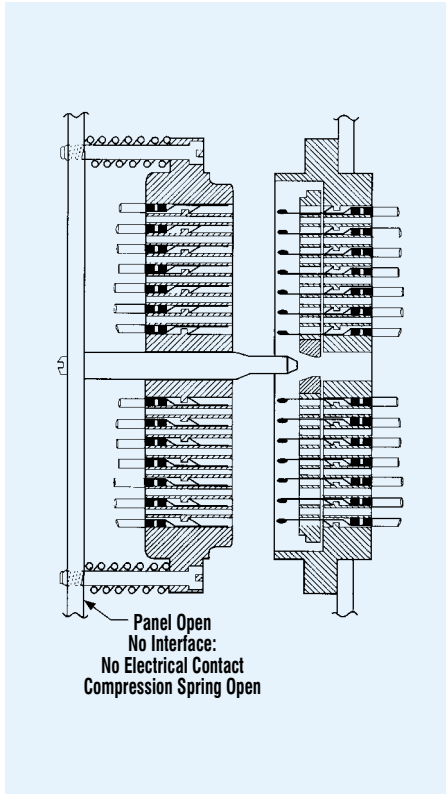 Panel Open
No Interface:
No Electrical Contact
Compression Spring Open